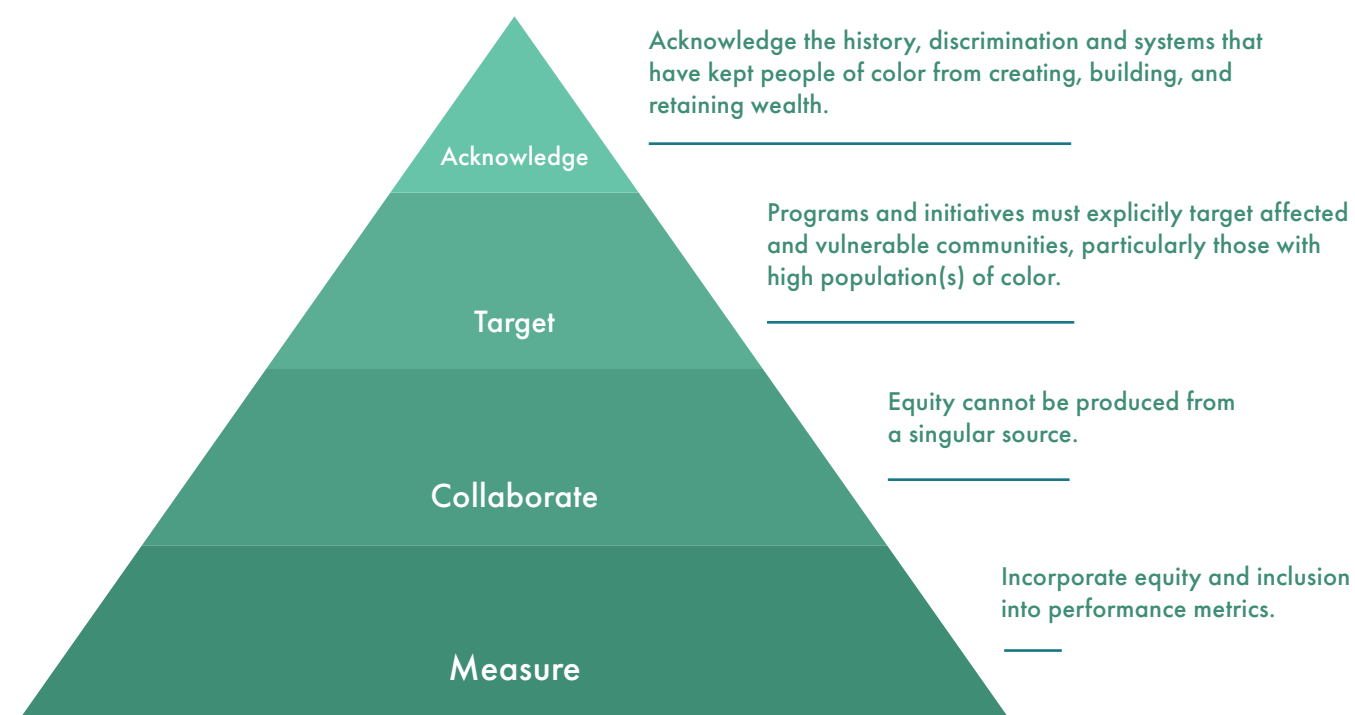 Acknowledge the history, discrimination and systems that
have kept people of color from creating, building, and
retaining wealth.
Acknowledge
Programs and initiatives must explicitly target affected
and vulnerable communities, particularly those with
high population(s) of color.
Target
Equity cannot be produced from
a singular source.
Collaborate
Incorporate equity and inclusion
into performance metrics.
Measure